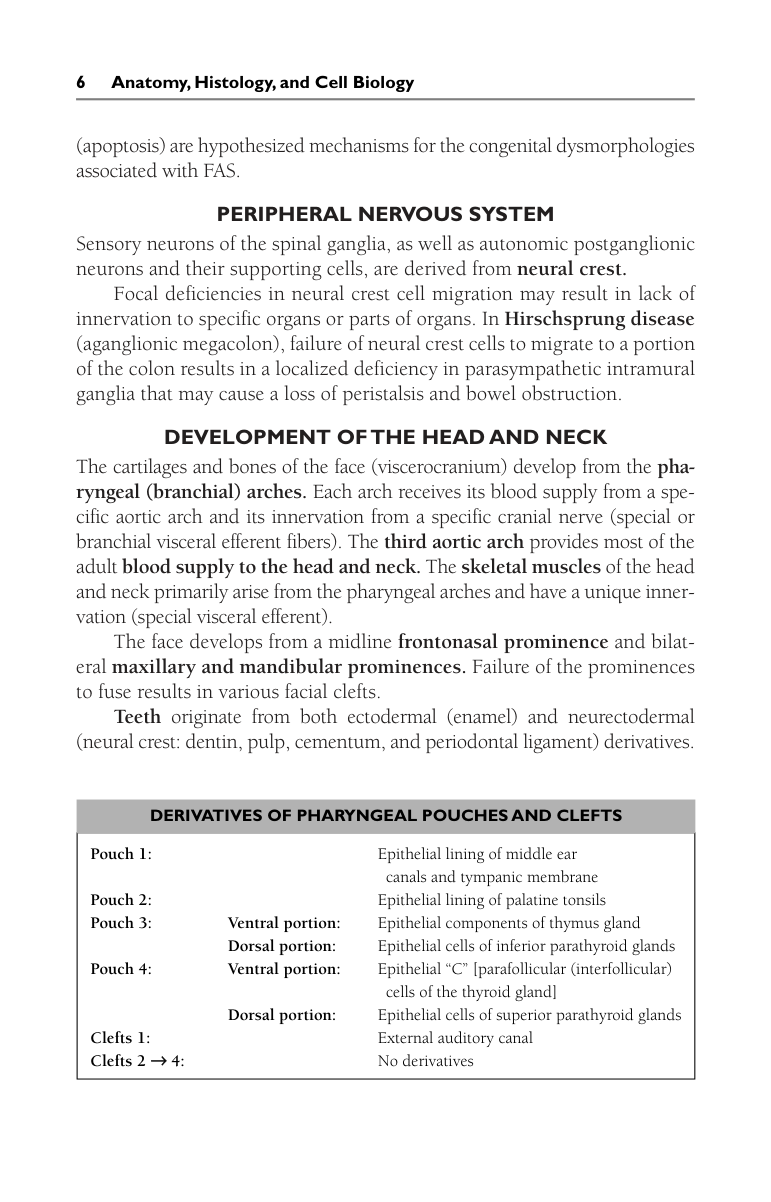 6 Anatomy, Histology, and Cell Biology
(apoptosis) are hypothesized mechanisms for the congenital dysmorphologies
associated with FAS.
PERIPHERAL NERVOUS SYSTEM
Sensory neurons of the spinal ganglia, as well as autonomic postganglionic
neurons and their supporting cells, are derived from neural crest.
Focal deficiencies in neural crest cell migration may result in lack of
innervation to specific organs or parts of organs. In Hirschsprung disease
(aganglionic megacolon), failure of neural crest cells to migrate to a portion
of the colon results in a localized deficiency in parasympathetic intramural
ganglia that may cause a loss of peristalsis and bowel obstruction.
DEVELOPMENT OF THE HEAD AND NECK
The cartilages and bones of the face (viscerocranium) develop from the pha-
ryngeal (branchial) arches. Each arch receives its blood supply from a spe-
cific aortic arch and its innervation from a specific cranial nerve (special or
branchial visceral efferent fibers). The third aortic arch provides most of the
adult blood supply to the head and neck. The skeletal muscles of the head
and neck primarily arise from the pharyngeal arches and have a unique inner-
vation (special visceral efferent).
The face develops from a midline frontonasal prominence and bilat-
eral maxillary and mandibular prominences. Failure of the prominences
to fuse results in various facial clefts.
Teeth originate from both ectodermal (enamel) and neurectodermal
(neural crest: dentin, pulp, cementum, and periodontal ligament) derivatives.
DERIVATIVES OF PHARYNGEAL POUCHES AND CLEFTS
Pouch 1: Epithelial lining of middle ear
canals and tympanic membrane
Pouch 2: Epithelial lining of palatine tonsils
Pouch 3: Ventral portion: Epithelial components of thymus gland
Dorsal portion: Epithelial cells of inferior parathyroid glands
Pouch 4: Ventral portion: Epithelial “C” [parafollicular (interfollicular)
cells of the thyroid gland]
Dorsal portion: Epithelial cells of superior parathyroid glands
Clefts 1: External auditory canal
Clefts 2 → 4: No derivatives